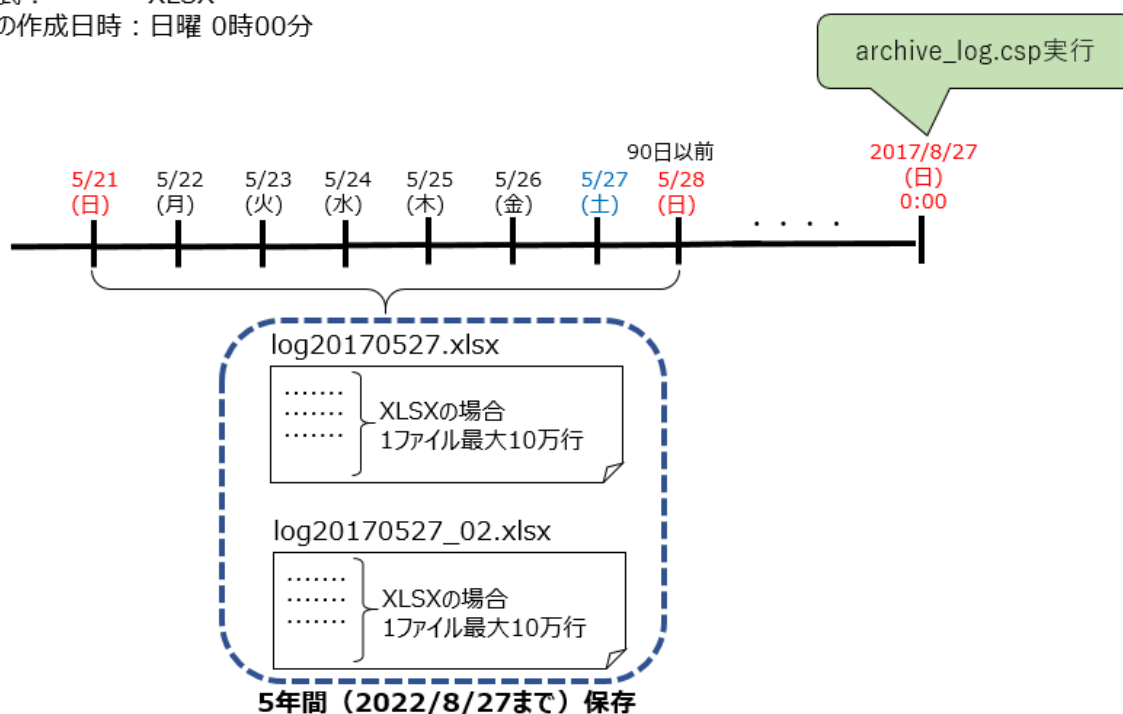 XLSX
の作成日時：日曜 0時00分
archive_log.csp実行
90日以前
2017/8/27
(日)
0:00
5/21
(日)
5/22
(月)
5/23
(火)
5/24
(水)
5/25
(木)
5/26
(金)
5/27
(土)
5/28
(日)
・・・・
log20170527.xlsx
.......
.......
.......
XLSXの場合
1ファイル最大10万行
log20170527_02.xlsx
.......
.......
.......
XLSXの場合
1ファイル最大10万行
5年間（2022/8/27まで）保存